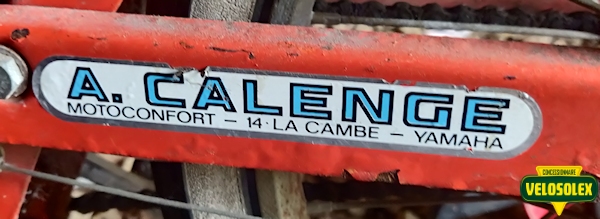 A. CALENGE
MOTOCONFORT - 14 · LA CAMBE - YAMAHA
CONCESSIONNAIRE
VELOSOLEX